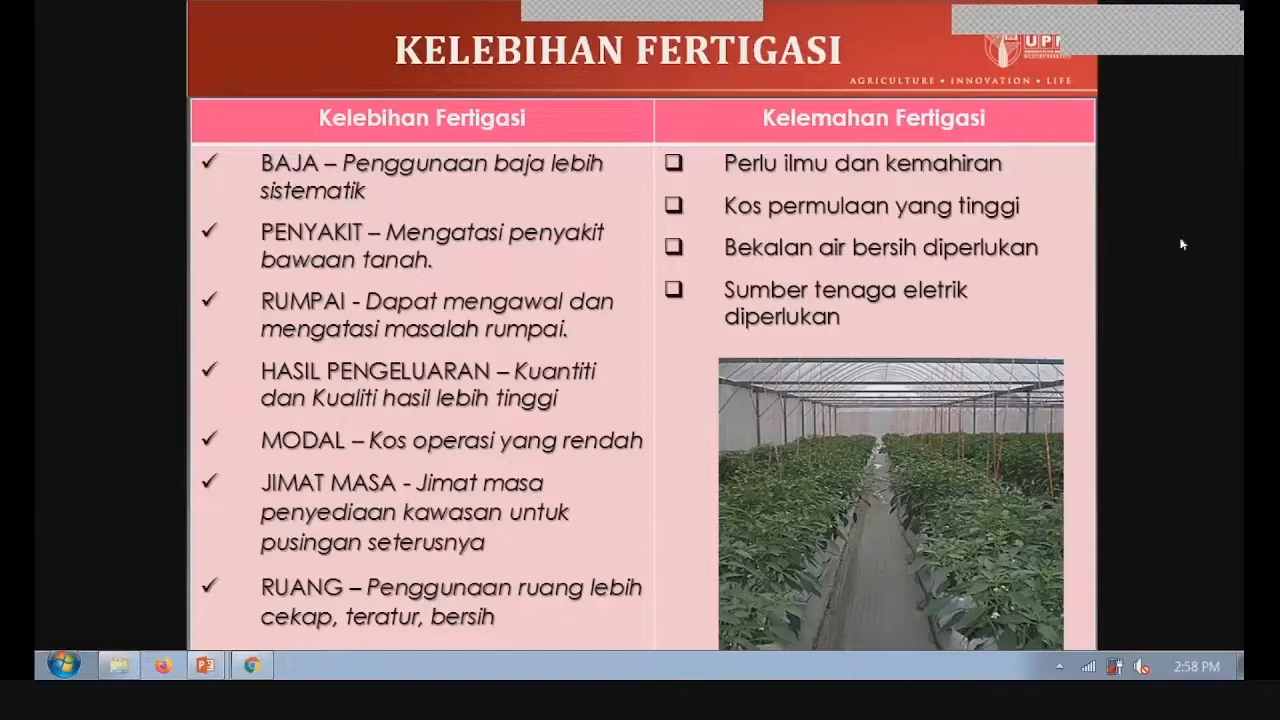 KELEBIHAN FERTIGASI
AGRICULTURE • INNOVATION • LIFE
Kelebihan Fertigasi
BAJA – Penggunaan baja lebih
sistematik
PENYAKIT – Mengatasi penyakit
bawaan tanah.
RUMPAI - Dapat mengawal dan
mengatasi masalah rumpai.
HASIL PENGELUARAN – Kuantiti
dan Kualiti hasil lebih tinggi
MODAL – Kos operasi yang rendah
JIMAT MASA - Jimat masa
penyediaan kawasan untuk
pusingan seterusnya
RUANG – Penggunaan ruang lebih
cekap, teratur, bersih
Kelemahan Fertigasi
Perlu ilmu dan kemahiran
Kos permulaan yang tinggi
Bekalan air bersih diperlukan
Sumber tenaga eletrik
diperlukan
2:58 PM